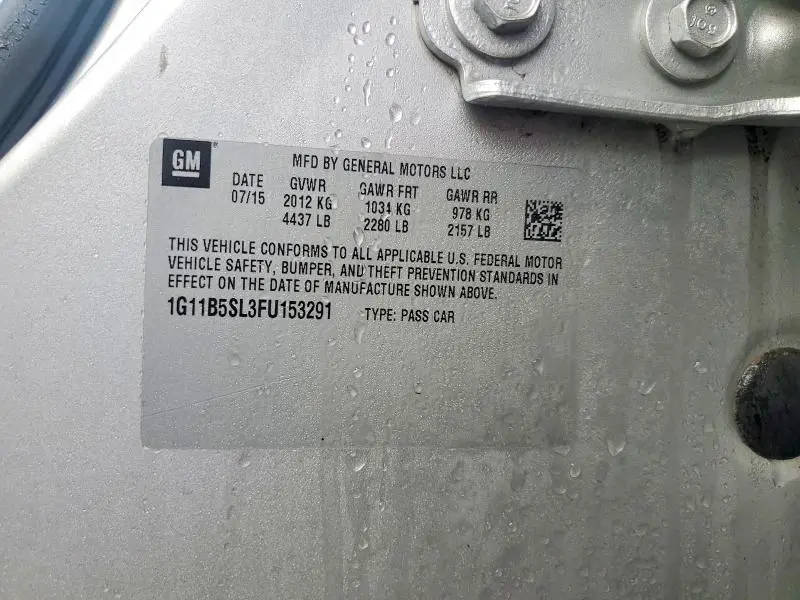 GM
MFD BY GENERAL MOTORS LLC
DATE GVWR GAWR FRT GAWR RR
07/15 2012 KG 1034 KG 978 KG
4437 LB 2280 LB 2157 LB
THIS VEHICLE CONFORMS TO ALL APPLICABLE U.S. FEDERAL MOTOR
VEHICLE SAFETY, BUMPER, AND THEFT PREVENTION STANDARDS IN
EFFECT ON THE DATE OF MANUFACTURE SHOWN ABOVE.
1G11B5SL3FU153291 TYPE: PASS CAR